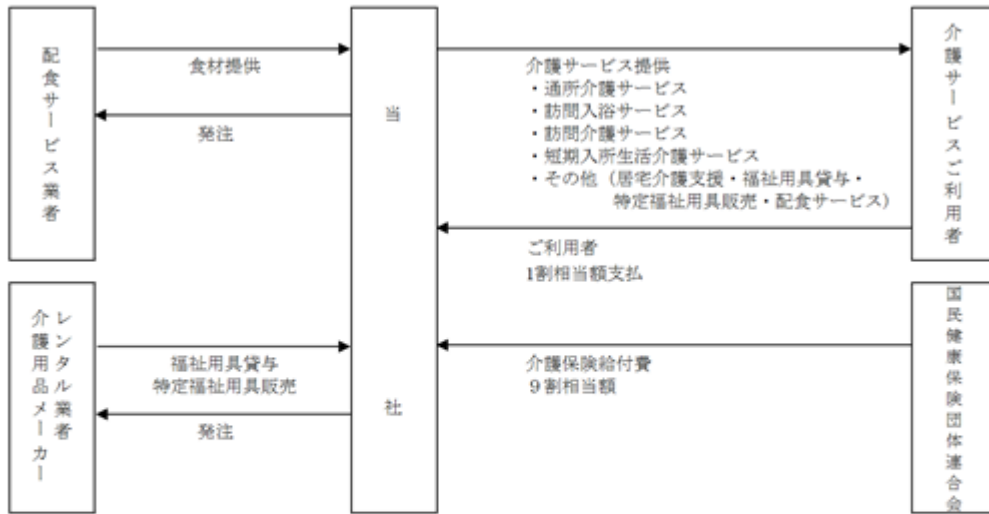 配食サービス業者
食材提供
発注
当社
介護サービス提供
・通所介護サービス
・訪問入浴サービス
・訪問介護サービス
・短期入所生活介護サービス
・その他（居宅介護支援・福祉用具貸与・
特定福祉用具販売・配食サービス）
ご利用者
1割相当額支払
介護サービスご利用者
レンタル業者
介護用品メーカー
福祉用具貸与
特定福祉用具販売
発注
介護保険給付費
９割相当額
国民健康保険団体連合会